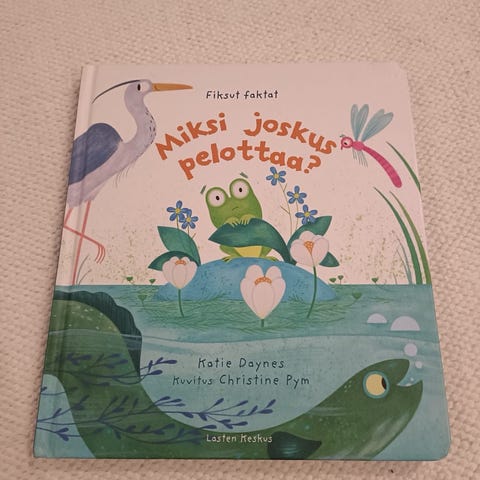 Fiksut faktat
Miksi joskus
pelottaa?
Katie Daynes
Kuvitus Christine Pym
Lasten Keskus